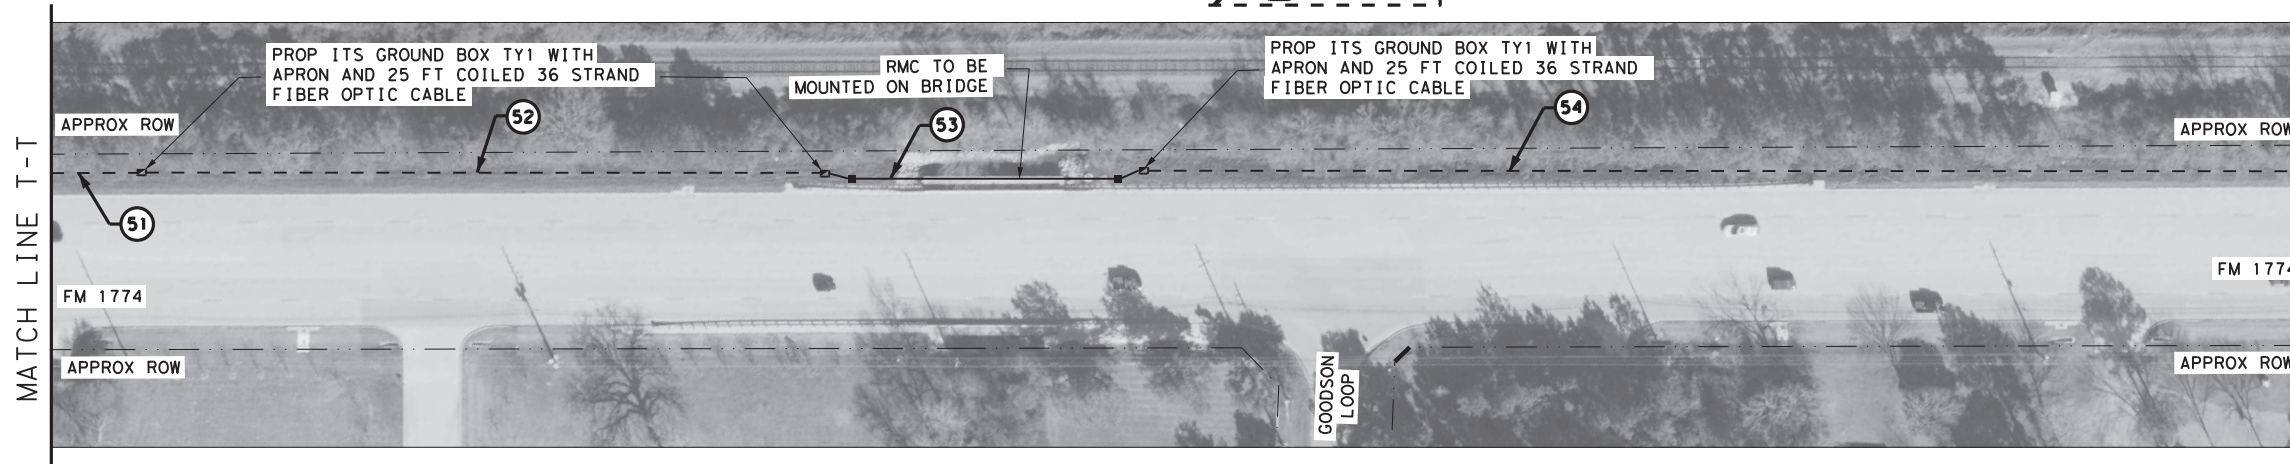 MATCH LINE T-T
PROP ITS GROUND BOX TY1 WITH
APRON AND 25 FT COILED 36 STRAND
FIBER OPTIC CABLE
52
RMC TO BE
MOUNTED ON BRIDGE
53
PROP ITS GROUND BOX TY1 WITH
APRON AND 25 FT COILED 36 STRAND
FIBER OPTIC CABLE
54
APPROX ROW
APPROX ROW
51
FM 1774
FM 1774
APPROX ROW
GOODSON
LOOP
APPROX ROW